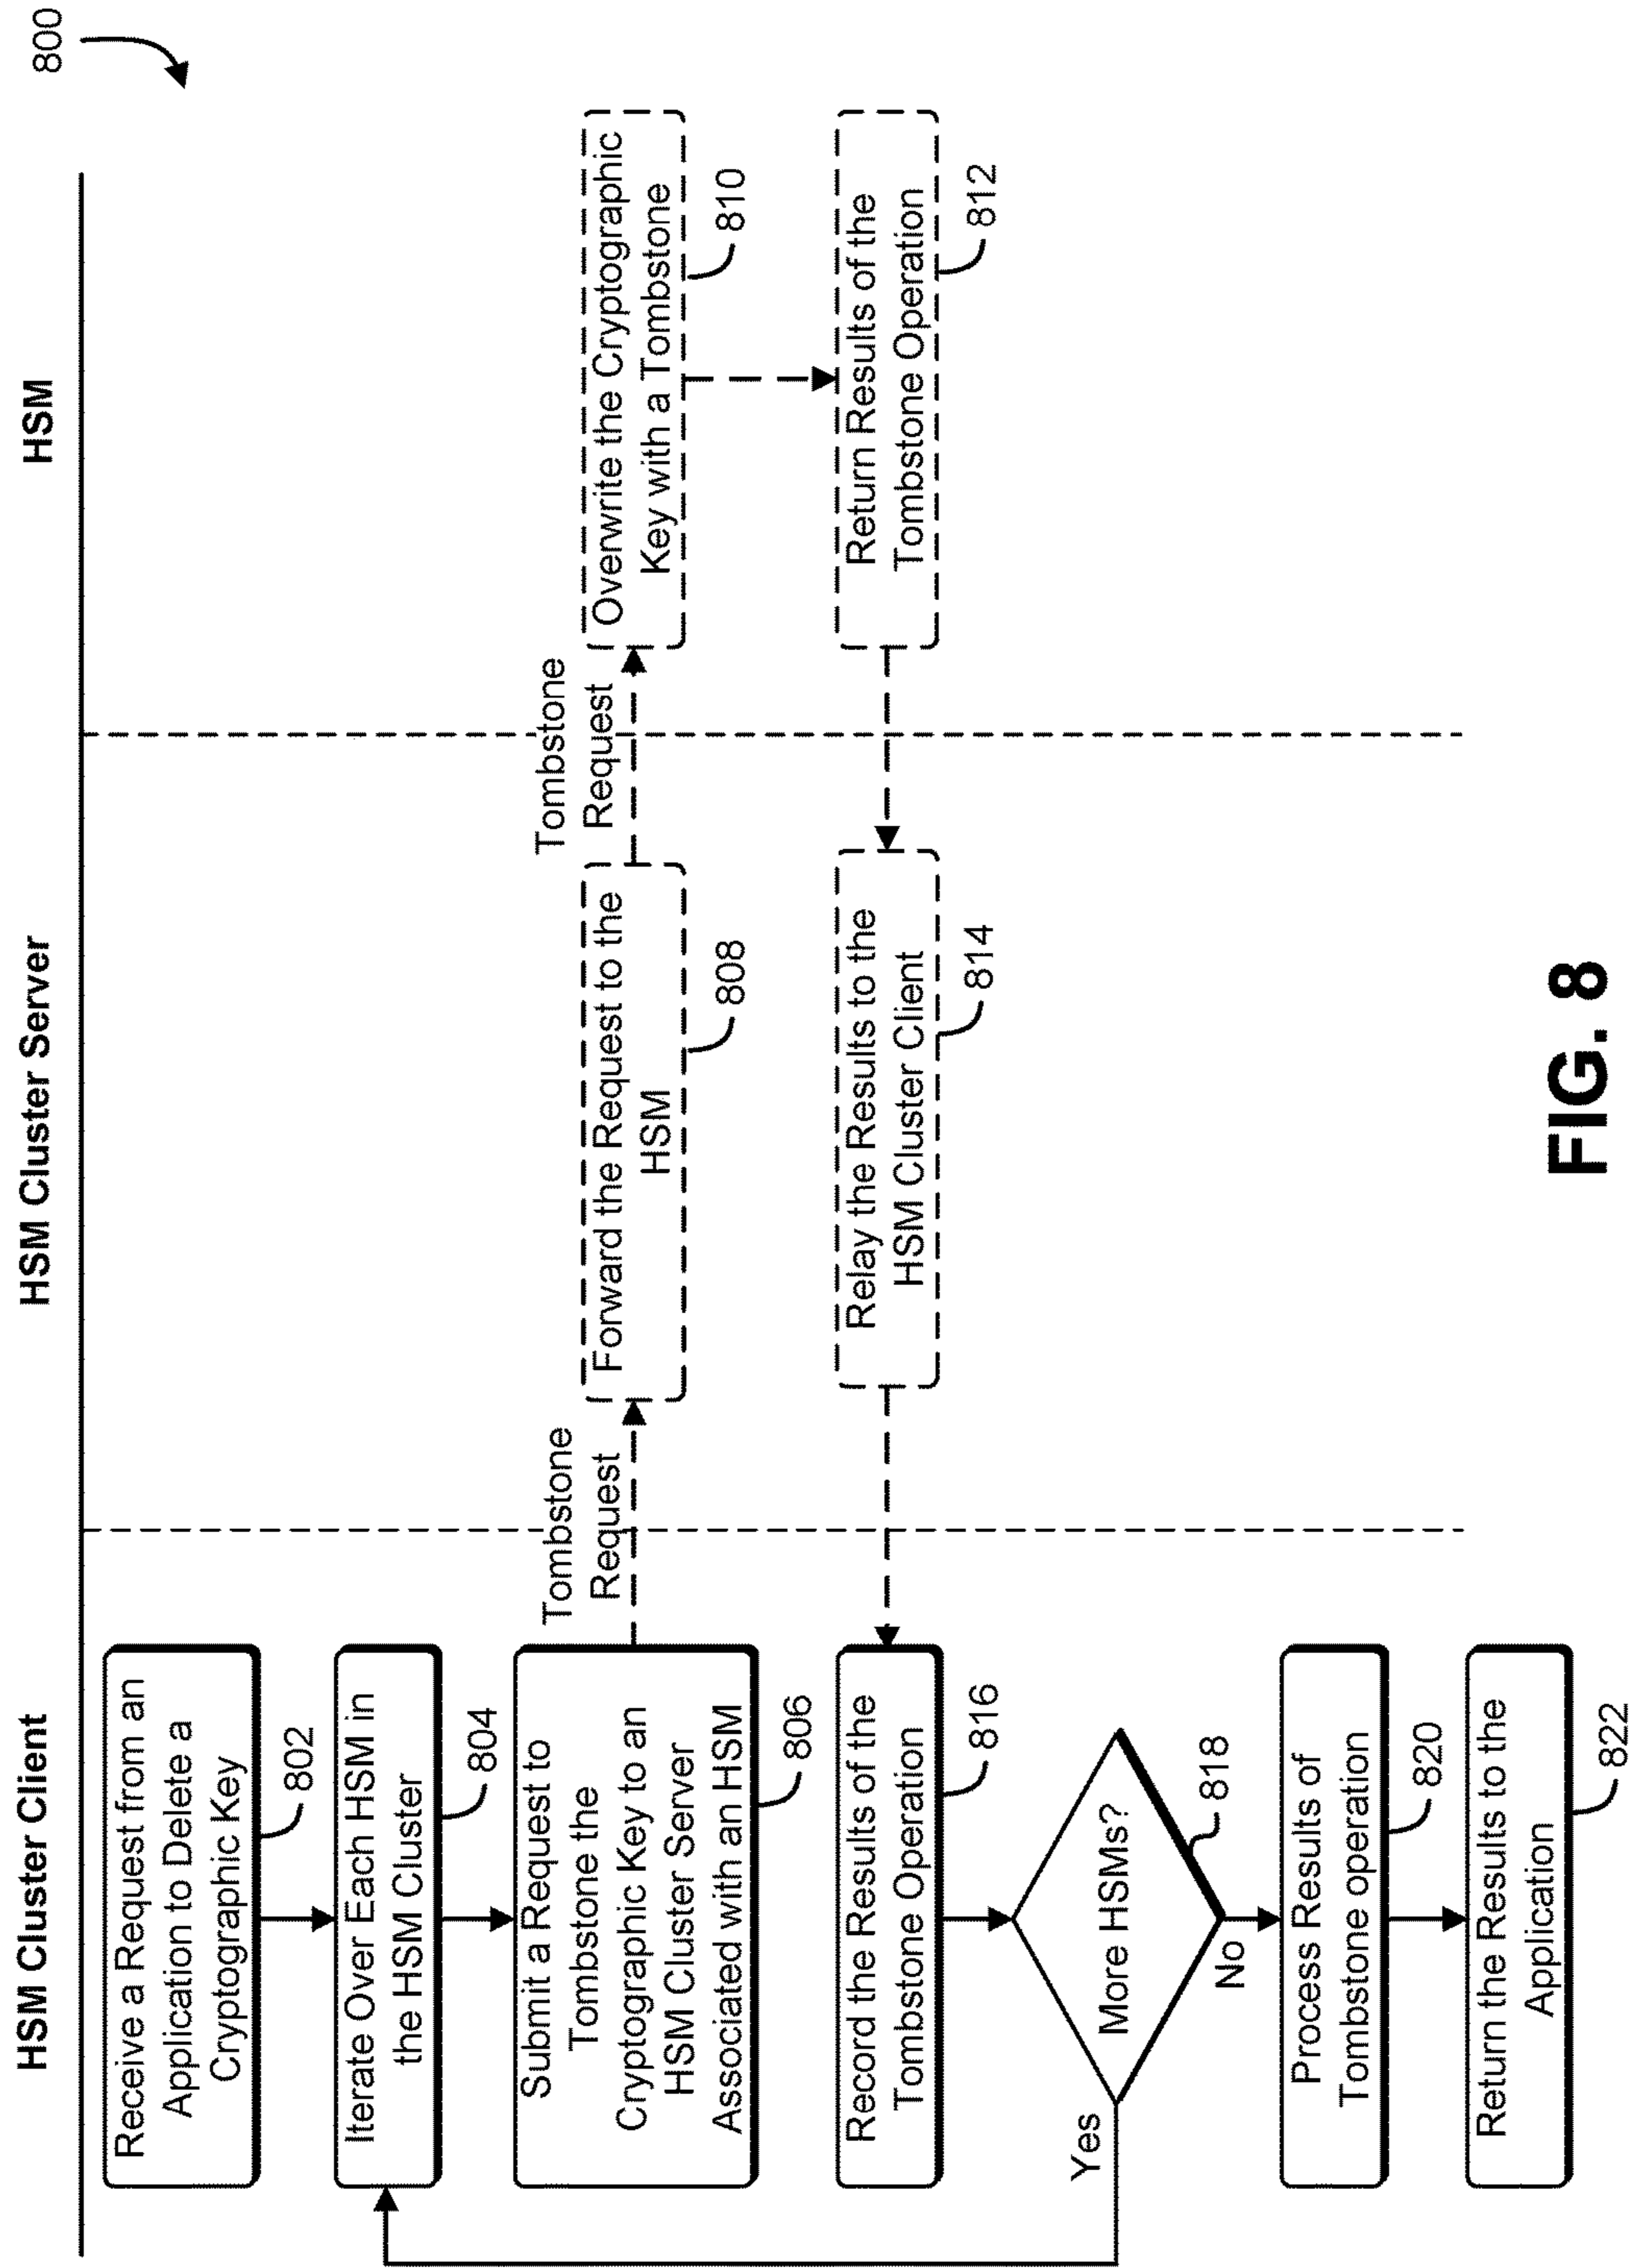 800
HSM Cluster Client
HSM Cluster Server
HSM
Receive a Request from an
Application to Delete a
Cryptographic Key
802
Iterate Over Each HSM in
the HSM Cluster
804
Submit a Request to
Tombstone the
Cryptographic Key to an
HSM Cluster Server
Associated with an HSM
806
Tombstone
Request
Forward the Request to the
HSM
808
Tombstone
Request
Overwrite the Cryptographic
Key with a Tombstone
810
Return Results of the
Tombstone Operation
812
Relay the Results to the
HSM Cluster Client
814
Record the Results of the
Tombstone Operation
816
More HSMs?
818
Yes
No
Process Results of
Tombstone operation
820
Return the Results to the
Application
822
FIG. 8